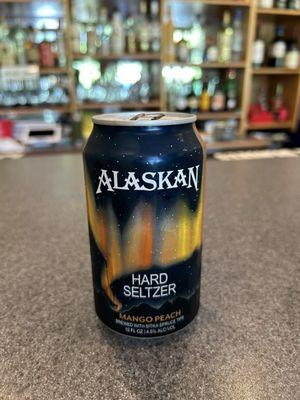 ALASKAN
HARD
SELTZER
MANGO PEACH
BREWED WITH SITKA SPRUCE TIPS
12 FL OZ | 4.5% ALC/VOL